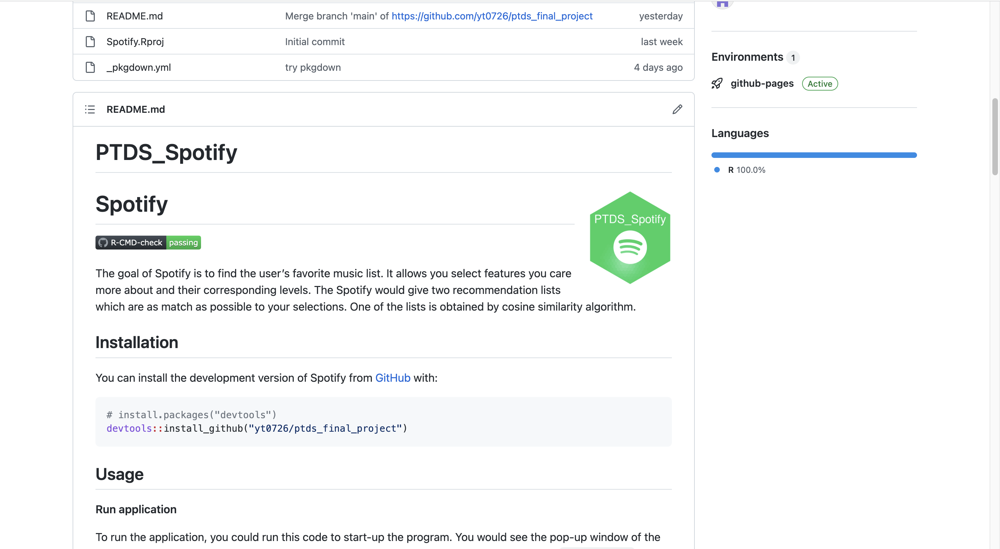 README.md Merge branch 'main' of https://github.com/yt0726/ptds_final_project yesterday
Spotify.Rproj Initial commit last week
_pkgdown.yml try pkgdown 4 days ago
README.md
PTDS_Spotify
Spotify
PTDS_Spotify
R-CMD-check passing
The goal of Spotify is to find the user’s favorite music list. It allows you select features you care
more about and their corresponding levels. The Spotify would give two recommendation lists
which are as match as possible to your selections. One of the lists is obtained by cosine similarity algorithm.
Installation
You can install the development version of Spotify from GitHub with:
# install.packages("devtools")
devtools::install_github("yt0726/ptds_final_project")
Usage
Run application
To run the application, you could run this code to start-up the program. You would see the pop-up window of the
Environments 1
github-pages Active
Languages
R 100.0%